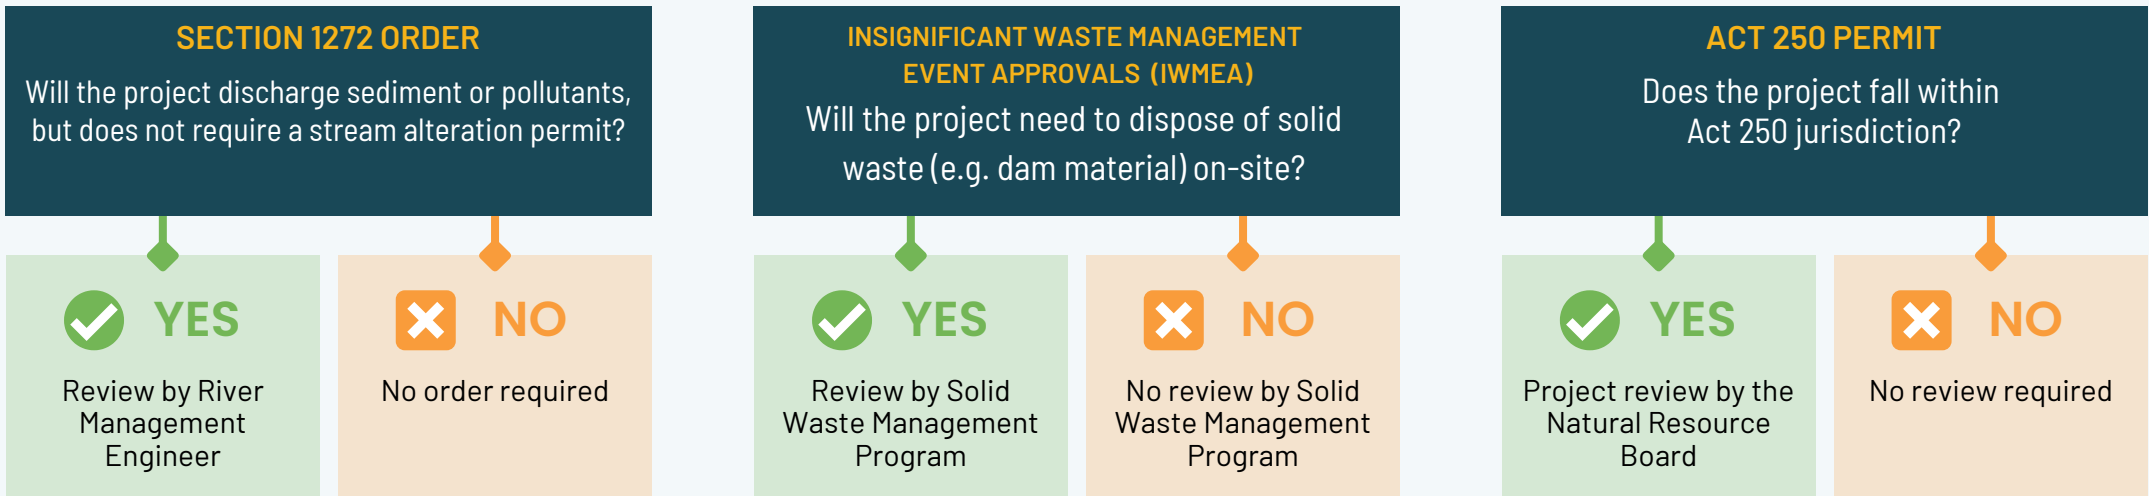 SECTION 1272 ORDER
Will the project discharge sediment or pollutants,
but does not require a stream alteration permit?
YES
Review by River
Management
Engineer
NO
No order required
INSIGNIFICANT WASTE MANAGEMENT
EVENT APPROVALS (IWMEA)
Will the project need to dispose of solid
waste (e.g. dam material) on-site?
YES
Review by Solid
Waste Management
Program
NO
No review by Solid
Waste Management
Program
ACT 250 PERMIT
Does the project fall within
Act 250 jurisdiction?
YES
Project review by the
Natural Resource
Board
NO
No review required